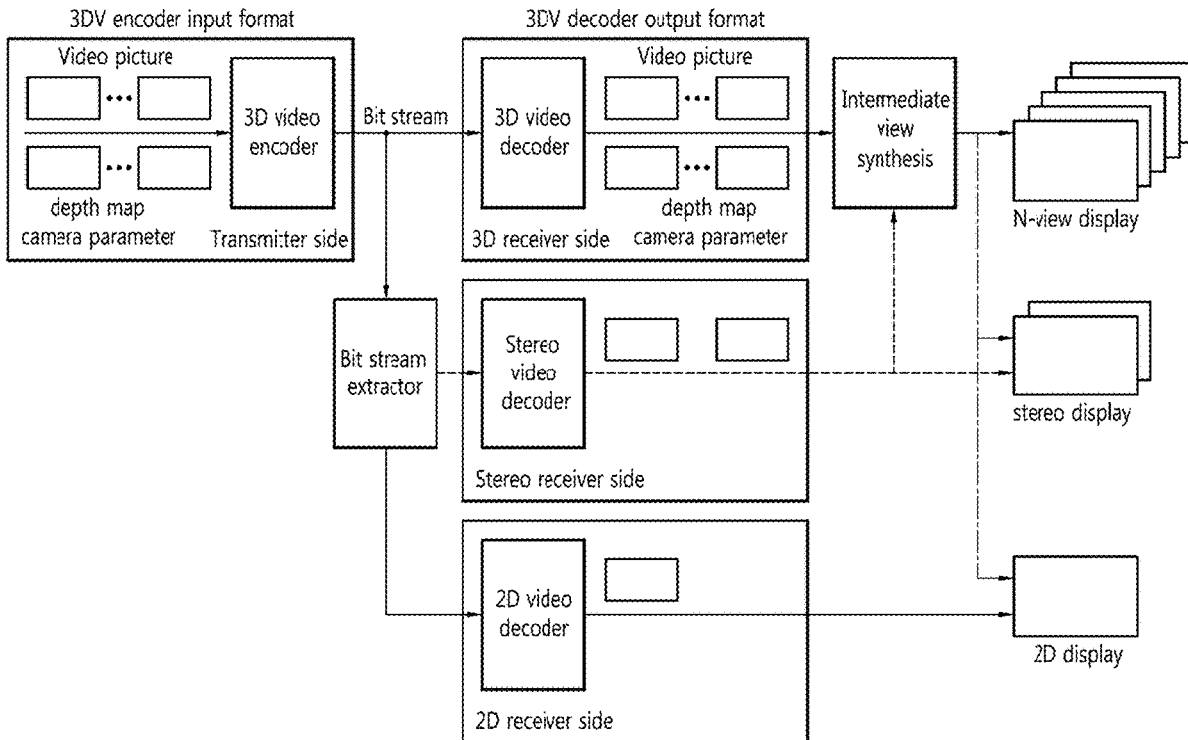 3DV encoder input format
3DV decoder output format
Video picture
3D video
encoder
depth map
camera parameter
Transmitter side
Bit stream
3D video
decoder
Video picture
depth map
camera parameter
3D receiver side
Intermediate
view
synthesis
N-view display
Bit stream
extractor
Stereo
video
decoder
Stereo receiver side
stereo display
2D video
decoder
2D receiver side
2D display